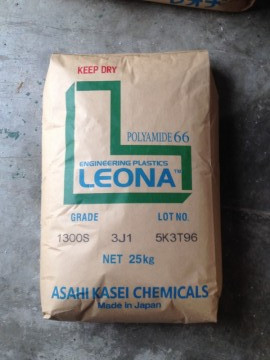 KEEP DRY
POLYAMIDE 66
ENGINEERING PLASTICS
LEONA™
GRADE LOT NO.
1300S 3J1 5K3T96
NET 25kg
ASAHI KASEI CHEMICALS
Made in Japan